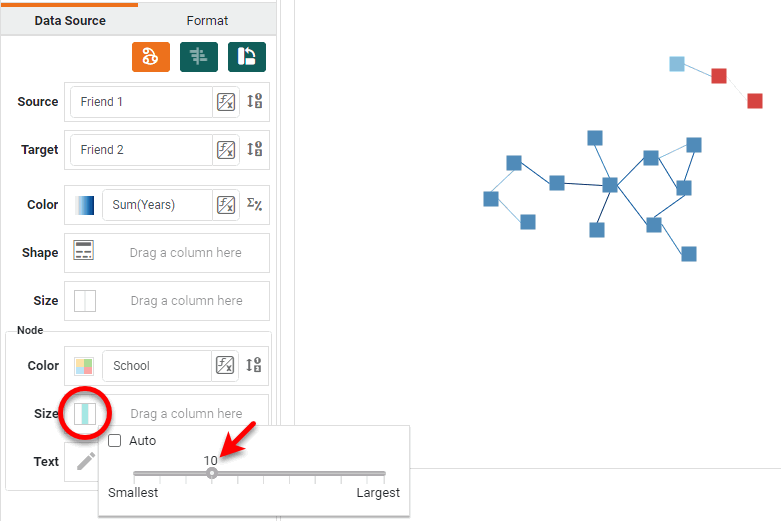 Data Source Format
Source Friend 1
Target Friend 2
Color Sum(Years)
Shape Drag a column here
Size Drag a column here
Node
Color School
Size Drag a column here
Auto
10
Text
Smallest Largest